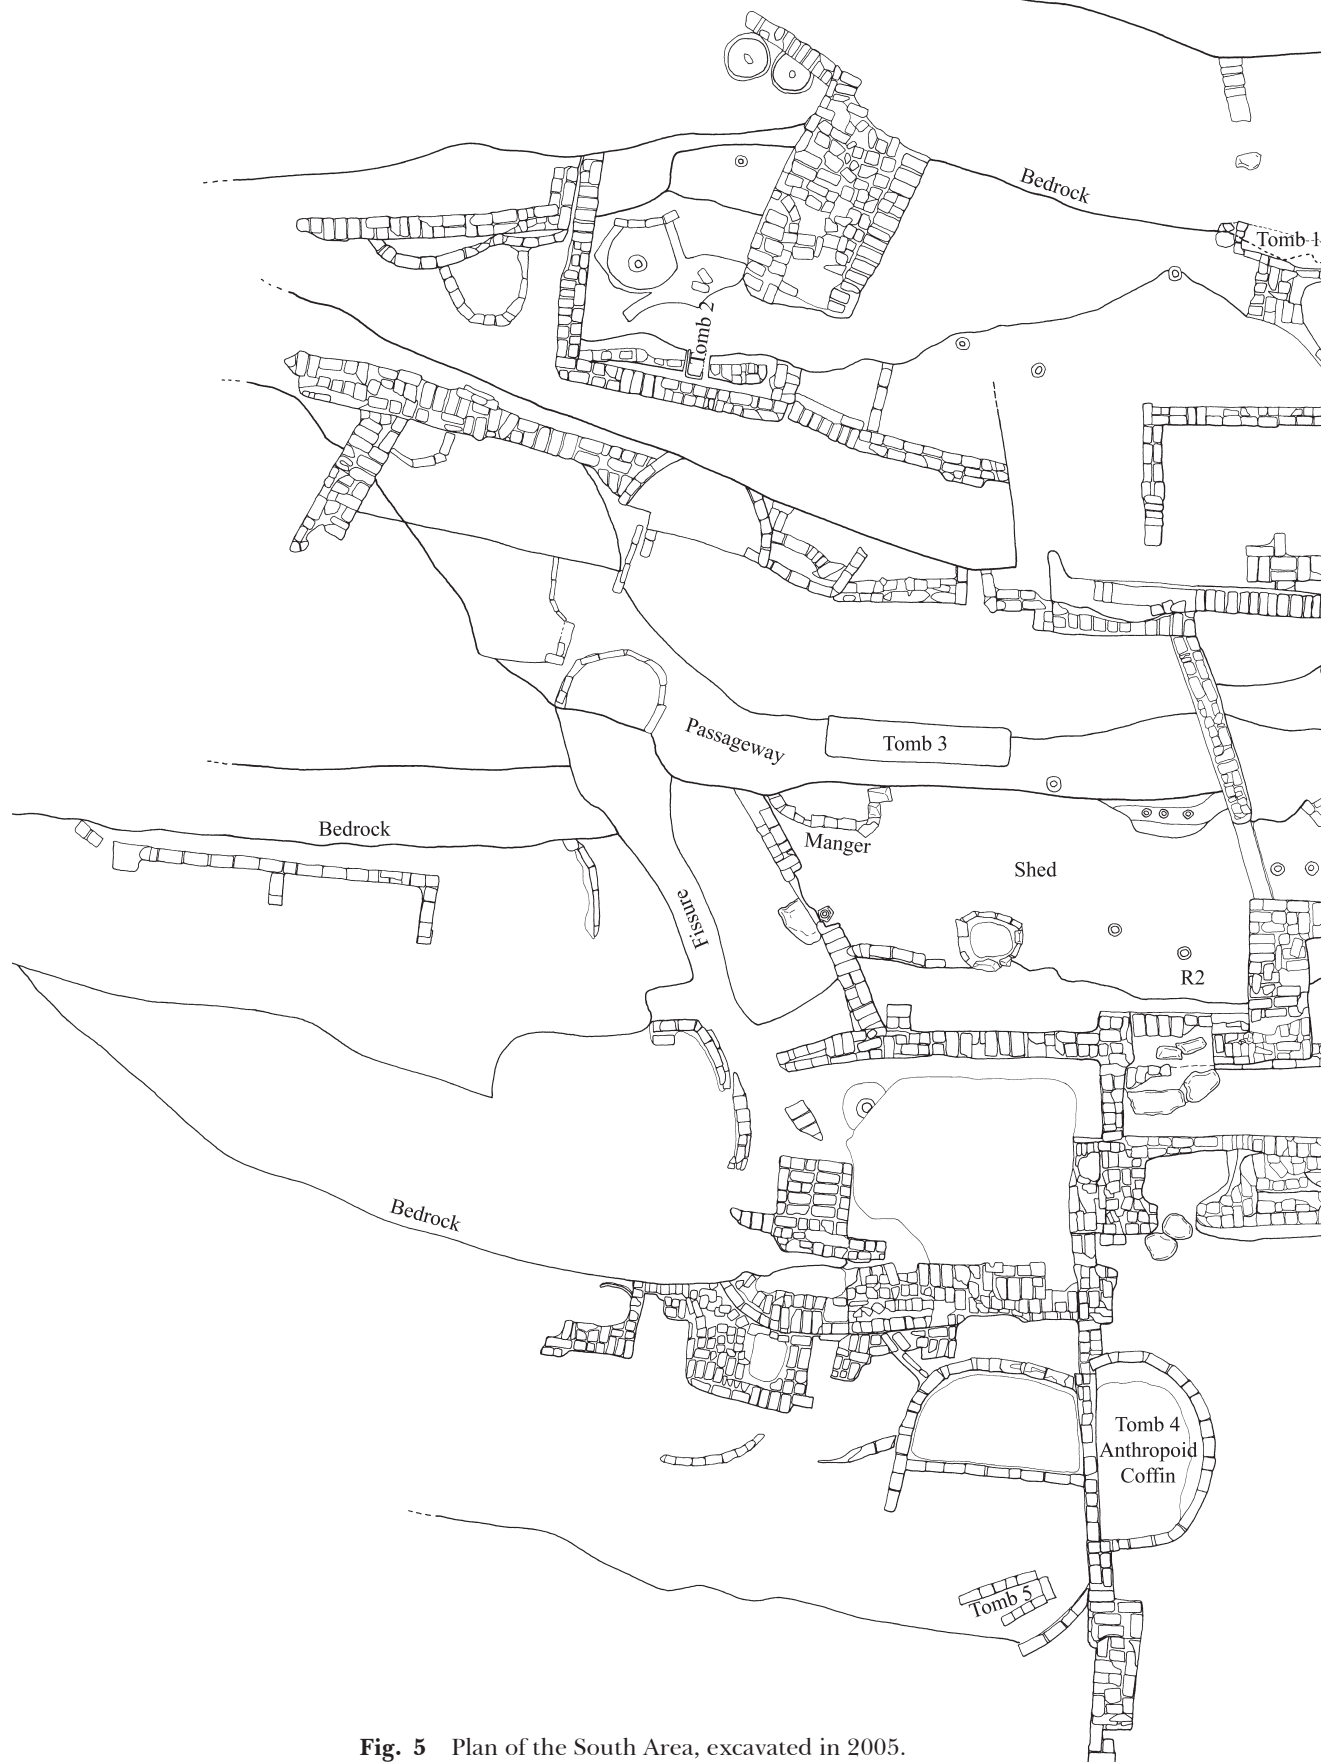 Bedrock
Tomb 1
Tomb 2
Passageway
Tomb 3
Bedrock
Manger
Shed
Fissure
R2
Bedrock
Tomb 4
Anthropoid
Coffin
Tomb 5
Fig. 5 Plan of the South Area, excavated in 2005.